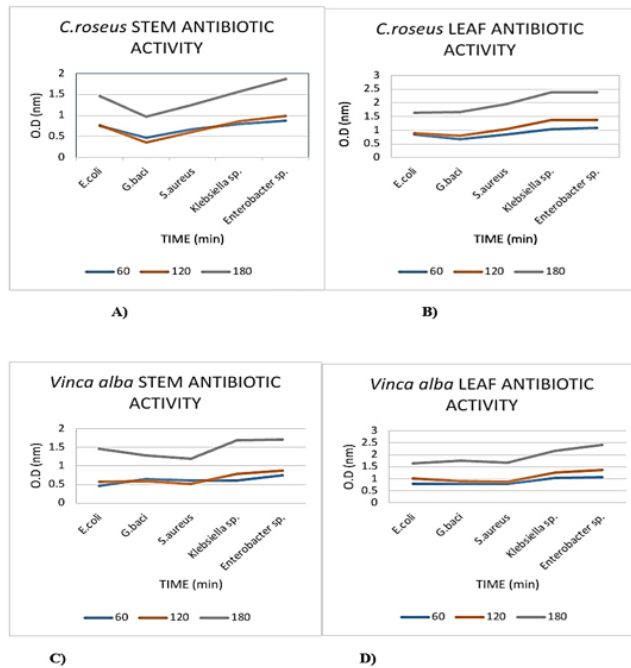 C.roseus STEM ANTIBIOTIC
ACTIVITY
O.D (nm)
2
1.5
1
0.5
0
E.coli
G.baci
S.aureus
Klebsiella sp.
Enterobacter sp.
TIME (min)
60 120 180
A)
C.roseus LEAF ANTIBIOTIC
ACTIVITY
O.D (nm)
3
2.5
2
1.5
1
0.5
0
E.coli
G.baci
S.aureus
Klebsiella sp.
Enterobacter sp.
TIME (min)
60 120 180
B)
Vinca alba STEM ANTIBIOTIC
ACTIVITY
O.D (nm)
2
1.5
1
0.5
0
E.coli
G.baci
S.aureus
Klebsiella sp.
Enterobacter sp.
TIME (min)
60 120 180
C)
Vinca alba LEAF ANTIBIOTIC
ACTIVITY
O.D (nm)
3
2.5
2
1.5
1
0.5
0
E.coli
G.baci
S.aureus
Klebsiella sp.
Enterobacter sp.
TIME (min)
60 120 180
D)